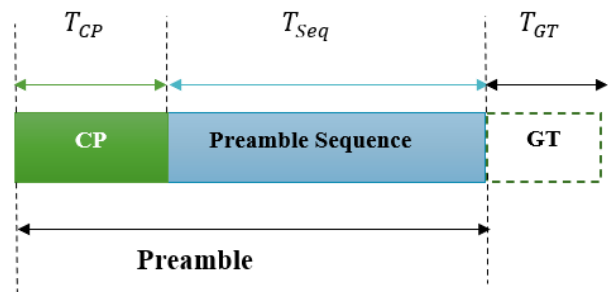 T_CP T_Seq T_GT
CP Preamble Sequence GT
Preamble